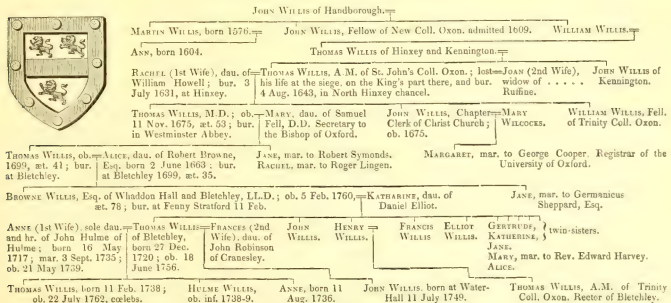 JOHN WILLIS of Handborough.=
MARTIN WILLIS, born 1576.= JOHN WILLIS, Fellow of New Coll. Oxon. admitted 1609. WILLIAM WILLIS.=
ANN, born 1604. THOMAS WILLIS of Hinxey and Kennington.=
RACHEL (1st Wife), dau. of=THOMAS WILLIS, A.M. of St. John's Coll. Oxon.; lost=JOAN (2nd Wife), JOHN WILLIS of
William Howell; bur. 3 his life at the siege. on the King's part there, and bur. widow of ..... Kennington.
July 1631, at Hinxey. 4 Aug. 1643, in North Hinxey chancel. Ruffine.
THOMAS WILLIS, M.D.; ob.=MARY, dau. of Samuel JOHN WILLIS, Chapter=MARY WILLIAM WILLIS, Fell.
11 Nov. 1675, æt. 53; bur. Fell, D.D. Secretary to Clerk of Christ Church; WILCOCKS. of Trinity Coll. Oxon.
in Westminster Abbey. the Bishop of Oxford. ob. 1675.
THOMAS WILLIS, ob.=ALICE, dau. of Robert Browne, JANE, mar. to Robert Symonds. MARGARET, mar. to George Cooper, Registrar of the
1699, æt. 41; bur. Esq. born 2 June 1663; bur. RACHEL, mar. to Roger Lingen. University of Oxford.
at Bletchley. at Bletchley 1699, æt. 35.
BROWNE WILLIS, Esq. of Whaddon Hall and Bletchley, LL.D.; ob. 5 Feb. 1760,=KATHARINE, dau. of JANE, mar. to Germanicus
æt. 78; bur. at Fenny Stratford 11 Feb. Daniel Elliot. Sheppard, Esq.
ANNE (1st Wife). sole dau.=THOMAS WILLIS=FRANCES (2nd JOHN HENRY= FRANCIS ELLIOT GERTRUDE, } twin-sisters.
and hr. of John Hulme of of Bletchley, Wife). dau. of WILLIS. WILLIS. WILLIS WILLIS. KATHERINE,
Hulme; born 16 May born 27 Dec. John Robinson JANE.
1717; mar. 3 Sept. 1735; 1720; ob. 18 of Cranesley. MARY, mar. to Rev. Edward Harvey.
ob. 21 May 1739. June 1756. ALICE.
THOMAS WILLIS, born 11 Feb. 1738; HULME WILLIS, ANNE, born 11 JOHN WILLIS. born at Water- THOMAS WILLIS, A.M. of Trinity
ob. 22 July 1762, cœlebs. ob. inf. 1738-9. Aug. 1736. Hall 11 July 1749. Coll. Oxon. Rector of Bletchley.